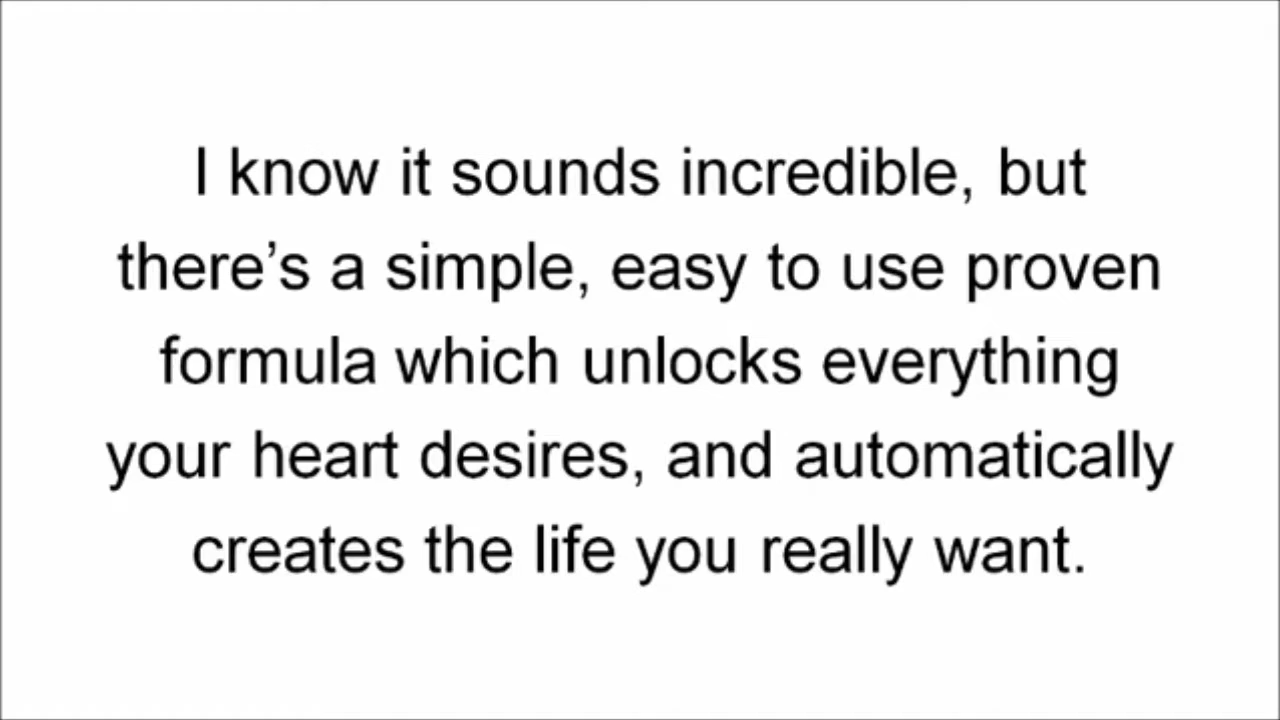 I know it sounds incredible, but
there’s a simple, easy to use proven
formula which unlocks everything
your heart desires, and automatically
creates the life you really want.